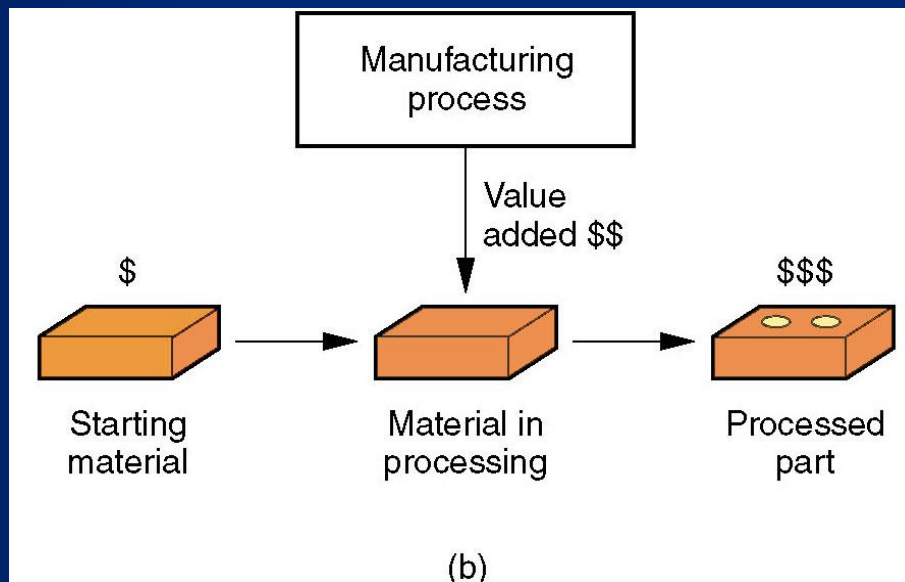 Manufacturing
process
Value
added $$
$
$$$
Starting
material
Material in
processing
Processed
part
(b)